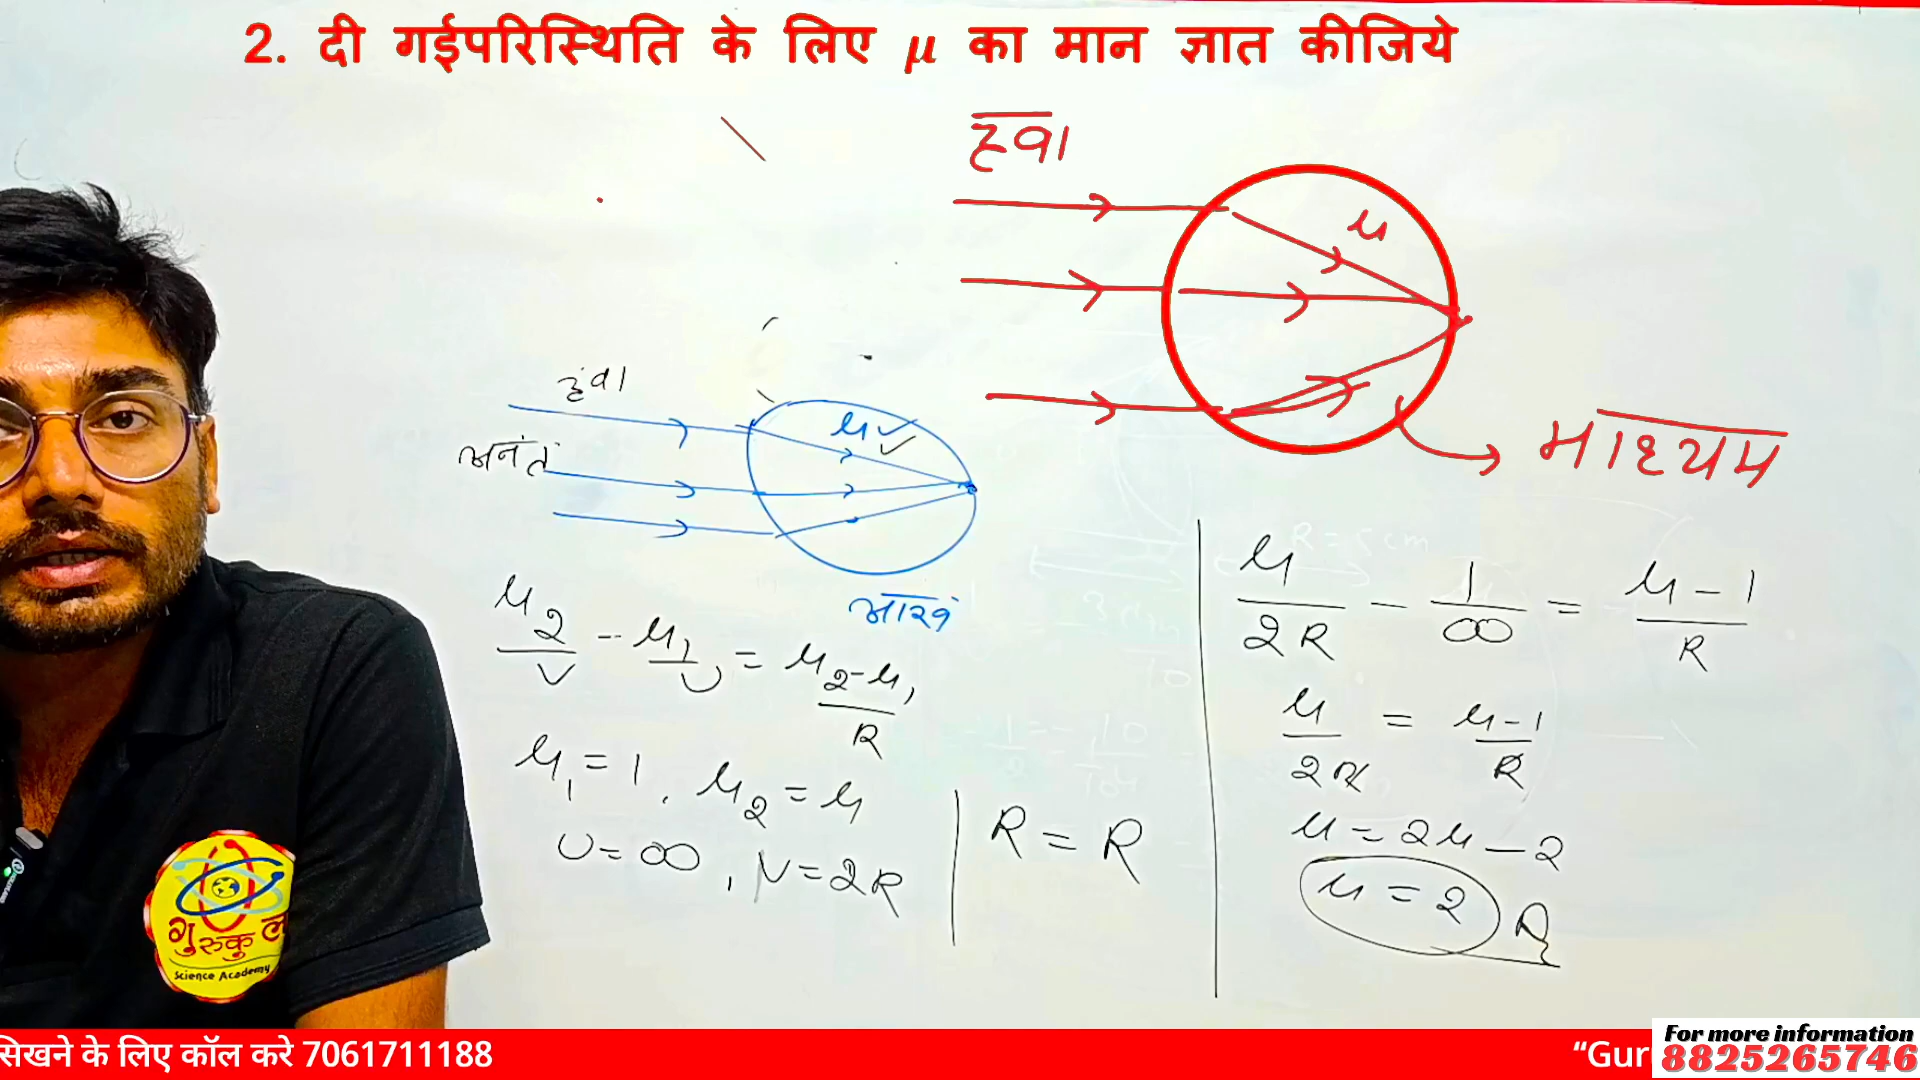 2. दी गईपरिस्थिति के लिए μ का मान ज्ञात कीजिये
हवा
μ
माध्यम
हवा
अनंत
μ
μ₂/v - μ₁/u = μ₂-μ₁/R
μ₁ = 1, μ₂ = μ
u = ∞, v = 2R
R = R
μ/2R - 1/∞ = μ-1/R
μ/2R = μ-1/R
μ = 2μ-2
μ = 2
गुरुकुल
Science Academy
सिखने के लिए कॉल करे 7061711188
“Gur
For more information
8825265746